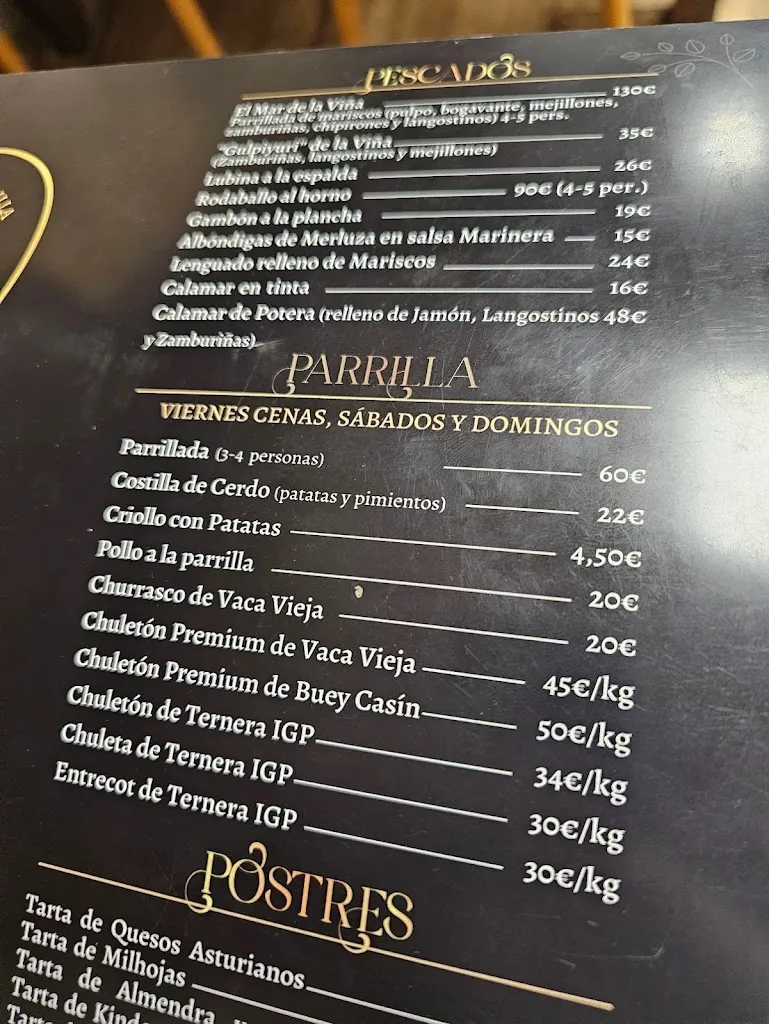 PESCADOS
El Mar de la Viña 130€
Parrillada de mariscos (pulpo, bogavante, mejillones,
zamburiñas, chipirones y langostinos) 4-5 pers.
"Gulpiyuri" de la Viña 35€
(Zamburiñas, langostinos y mejillones)
Lubina a la espalda 26€
Rodaballo al horno 90€ (4-5 per.)
Gambón a la plancha 19€
Albóndigas de Merluza en salsa Marinera 15€
Lenguado relleno de Mariscos 24€
Calamar en tinta 16€
Calamar de Potera (relleno de Jamón, Langostinos 48€
y Zamburiñas)
PARRILLA
VIERNES CENAS, SÁBADOS Y DOMINGOS
Parrillada (3-4 personas) 60€
Costilla de Cerdo (patatas y pimientos) 22€
Criollo con Patatas 4,50€
Pollo a la parrilla 20€
Churrasco de Vaca Vieja 20€
Chuletón Premium de Vaca Vieja 45€/kg
Chuletón Premium de Buey Casín 50€/kg
Chuletón de Ternera IGP 34€/kg
Chuleta de Ternera IGP 30€/kg
Entrecot de Ternera IGP 30€/kg
POSTRES
Tarta de Quesos Asturianos
Tarta de Milhojas
Tarta de Almendra
Tarta de